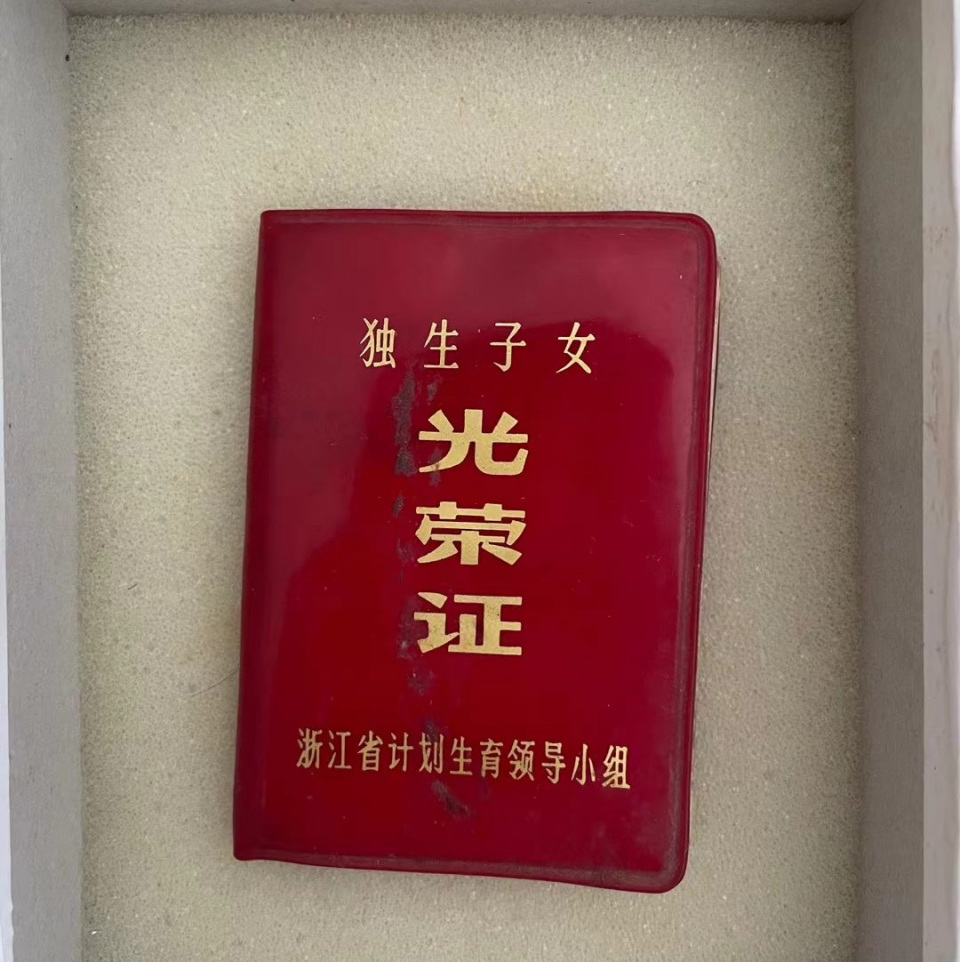 独生子女
光
荣
证
浙江省计划生育领导小组